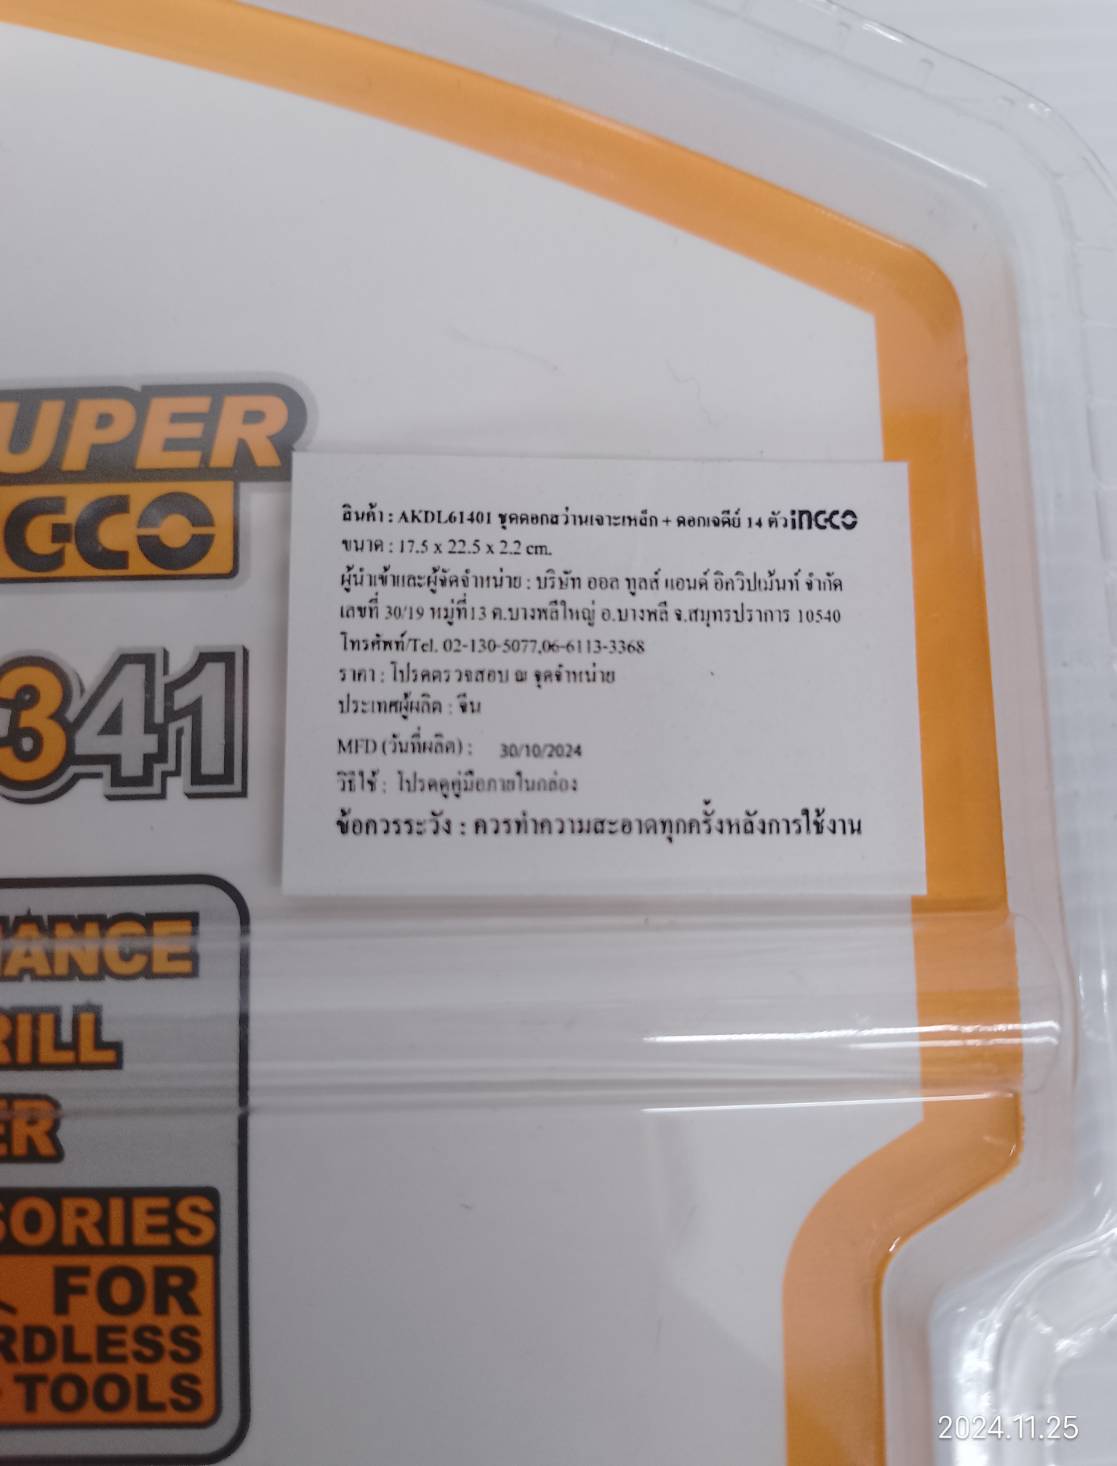 UPER
GCO
341
สินค้า : AKDL61401 ชุดดอกสว่านเจาะเหล็ก + ดอกเจดีย์ 14 ตัว INGCO
ขนาด : 17.5 x 22.5 x 2.2 cm.
ผู้นำเข้าและผู้จัดจำหน่าย : บริษัท ออล ทูลส์ แอนด์ อิควิปเม้นท์ จำกัด
เลขที่ 30/19 หมู่ที่13 ต.บางพลีใหญ่ อ.บางพลี จ.สมุทรปราการ 10540
โทรศัพท์/Tel. 02-130-5077,06-6113-3368
ราคา : โปรดตรวจสอบ ณ จุดจำหน่าย
ประเทศผู้ผลิต : จีน
MFD (วันที่ผลิต) : 30/10/2024
วิธีใช้ : โปรดดูคู่มือภายในกล่อง
ข้อควรระวัง : ควรทำความสะอาดทุกครั้งหลังการใช้งาน
ANCE
RILL
ER
SORIES
FOR
RDLESS
TOOLS
2024.11.25